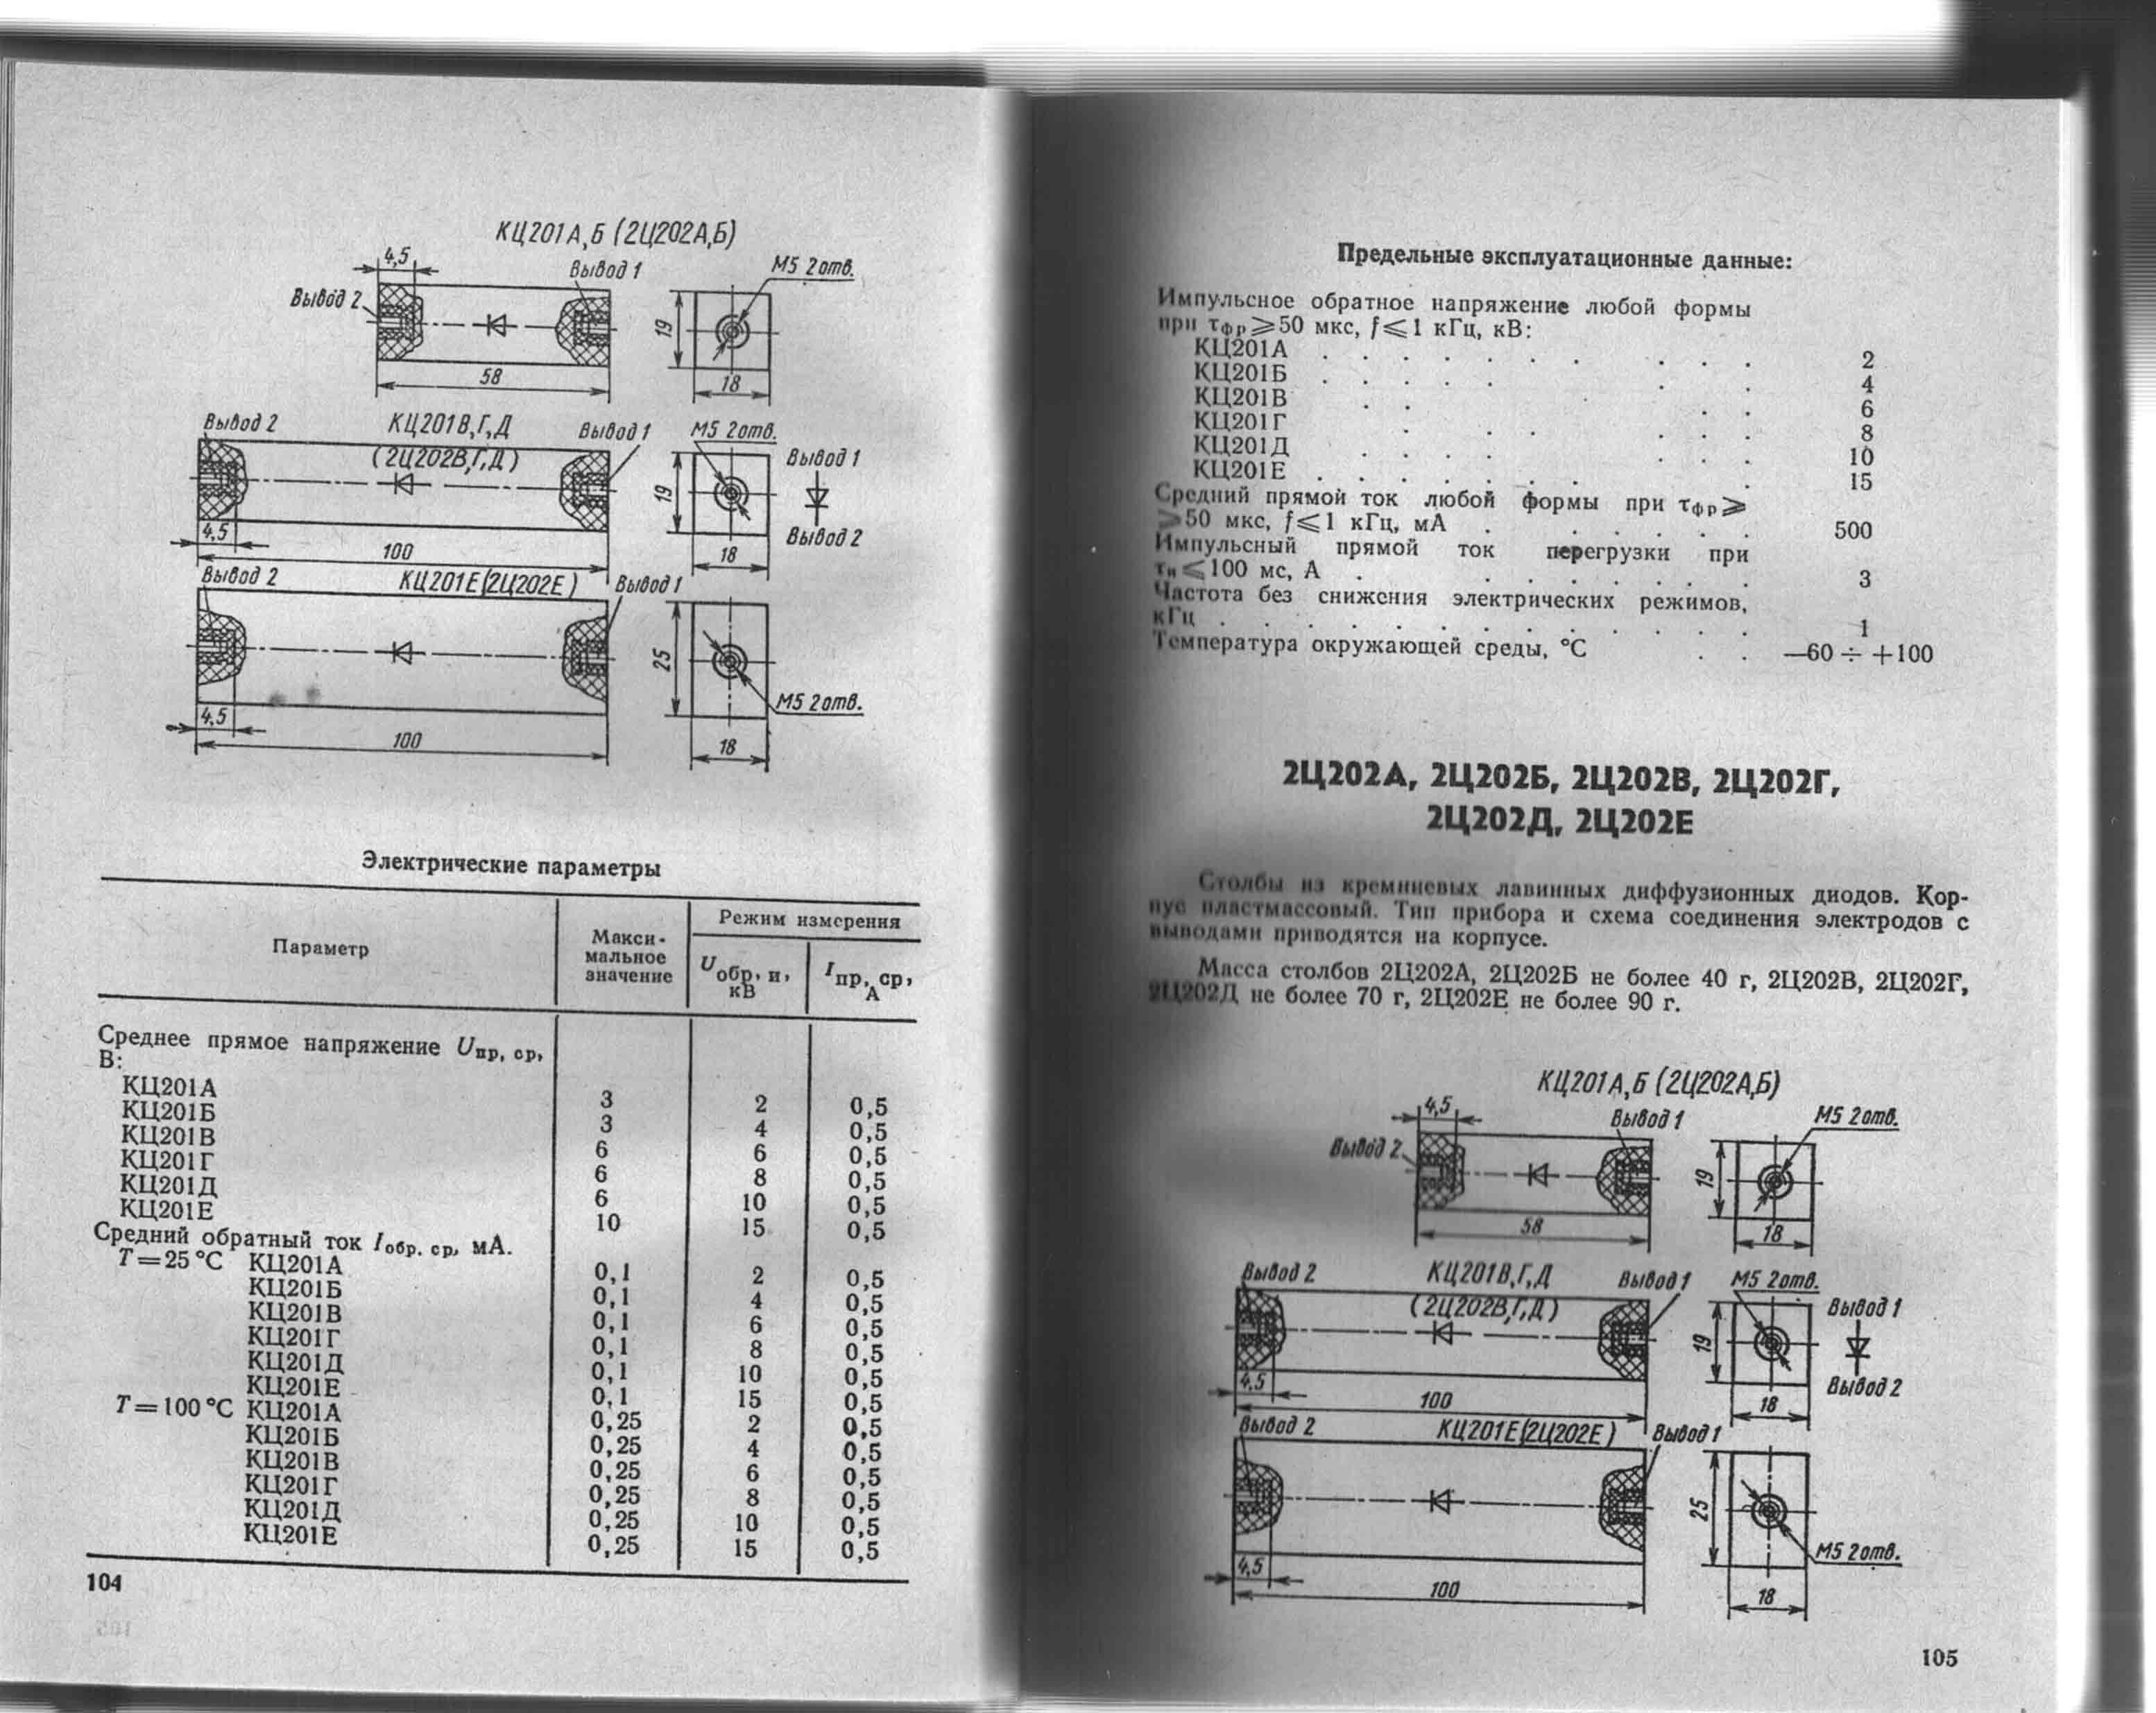 КЦ201А,Б (2Ц202А,Б)
4,5
Вывод 1
М5 2отв.
Вывод 2
19
58
18
Вывод 2
КЦ201В,Г,Д
Вывод 1
М5 2отв.
(2Ц202В,Г,Д)
Вывод 1
19
4,5
Вывод 2
100
18
Вывод 2
КЦ201Е(2Ц202Е)
Вывод 1
25
М5 2отв.
4,5
100
18
Электрические параметры
Параметр
Макси-
мальное
значение
Режим измерения
Uобр, и,
кВ
Iпр, ср,
А
Среднее прямое напряжение Uпр, ср,
В:
КЦ201А 3 2 0,5
КЦ201Б 3 4 0,5
КЦ201В 6 6 0,5
КЦ201Г 6 8 0,5
КЦ201Д 6 10 0,5
КЦ201Е 10 15 0,5
Средний обратный ток Iобр. ср, мА.
Т=25 °С КЦ201А 0,1 2 0,5
КЦ201Б 0,1 4 0,5
КЦ201В 0,1 6 0,5
КЦ201Г 0,1 8 0,5
КЦ201Д 0,1 10 0,5
КЦ201Е 0,1 15 0,5
Т=100 °С КЦ201А 0,25 2 0,5
КЦ201Б 0,25 4 0,5
КЦ201В 0,25 6 0,5
КЦ201Г 0,25 8 0,5
КЦ201Д 0,25 10 0,5
КЦ201Е 0,25 15 0,5
104
Предельные эксплуатационные данные:
Импульсное обратное напряжение любой формы
при τфр⩾50 мкс, f⩽1 кГц, кВ:
КЦ201А . . . . . . . . . . 2
КЦ201Б . . . . . . . 4
КЦ201В . . . . 6
КЦ201Г . . . . . . 8
КЦ201Д . . . . . . . 10
КЦ201Е . . . . . . . . 15
Средний прямой ток любой формы при τфр⩾
⩾50 мкс, f⩽1 кГц, мА . . . . . . 500
Импульсный прямой ток перегрузки при
τи⩽100 мс, А . . . . . . . . 3
Частота без снижения электрических режимов,
кГц . . . . . . . . . . . . . 1
Температура окружающей среды, °С . . —60 ÷ +100
2Ц202А, 2Ц202Б, 2Ц202В, 2Ц202Г,
2Ц202Д, 2Ц202Е
Столбы из кремниевых лавинных диффузионных диодов. Кор-
пус пластмассовый. Тип прибора и схема соединения электродов с
выводами приводятся на корпусе.
Масса столбов 2Ц202А, 2Ц202Б не более 40 г, 2Ц202В, 2Ц202Г,
2Ц202Д не более 70 г, 2Ц202Е не более 90 г.
КЦ201А,Б (2Ц202А,Б)
4,5
Вывод 1
М5 2отв.
Вывод 2
19
58
18
Вывод 2
КЦ201В,Г,Д
Вывод 1
М5 2отв.
(2Ц202В,Г,Д)
Вывод 1
19
4,5
Вывод 2
100
18
Вывод 2
КЦ201Е(2Ц202Е)
Вывод 1
25
М5 2отв.
4,5
100
18
105